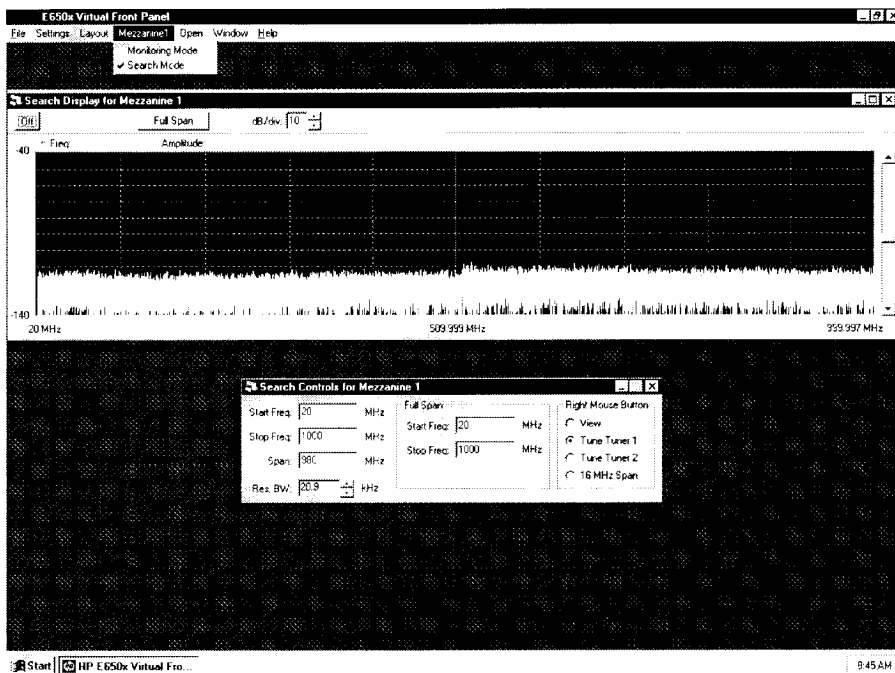 E650x Virtual Front Panel
File Settings Layout Mezzanine1 Open Window Help
Monitoring Mode
Search Mode
Search Display for Mezzanine 1
Off Full Span dB/div: 10
Freq: Amplitude:
-40
-140
20 MHz 509.999 MHz 999.997 MHz
Search Controls for Mezzanine 1
Start Freq: 20 MHz
Stop Freq: 1000 MHz
Span: 980 MHz
Res. BW: 20.9 kHz
Full Span
Start Freq: 20 MHz
Stop Freq: 1000 MHz
Right Mouse Button
View
Tune Tuner 1
Tune Tuner 2
16 MHz Span
Start HP E650x Virtual Fro... 9:45 AM